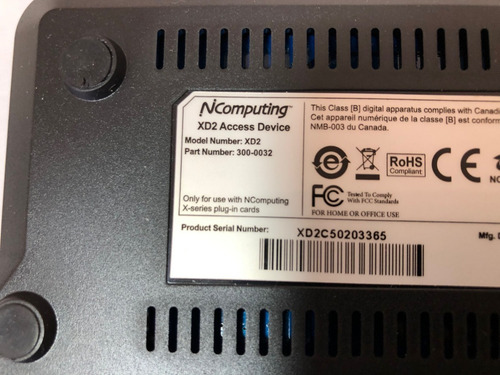 NComputing™
XD2 Access Device
Model Number: XD2
Part Number: 300-0032
Only for use with NComputing
X-series plug-in cards
This Class [B] digital apparatus complies with Canadi
Cet appareil numérique de la classe [B] est conform
NMB-003 du Canada.
e
RoHS
Compliant
CE
NO
FC Tested To Comply
With FCC Standards
FOR HOME OR OFFICE USE
Product Serial Number: XD2C50203365
Mfg. D